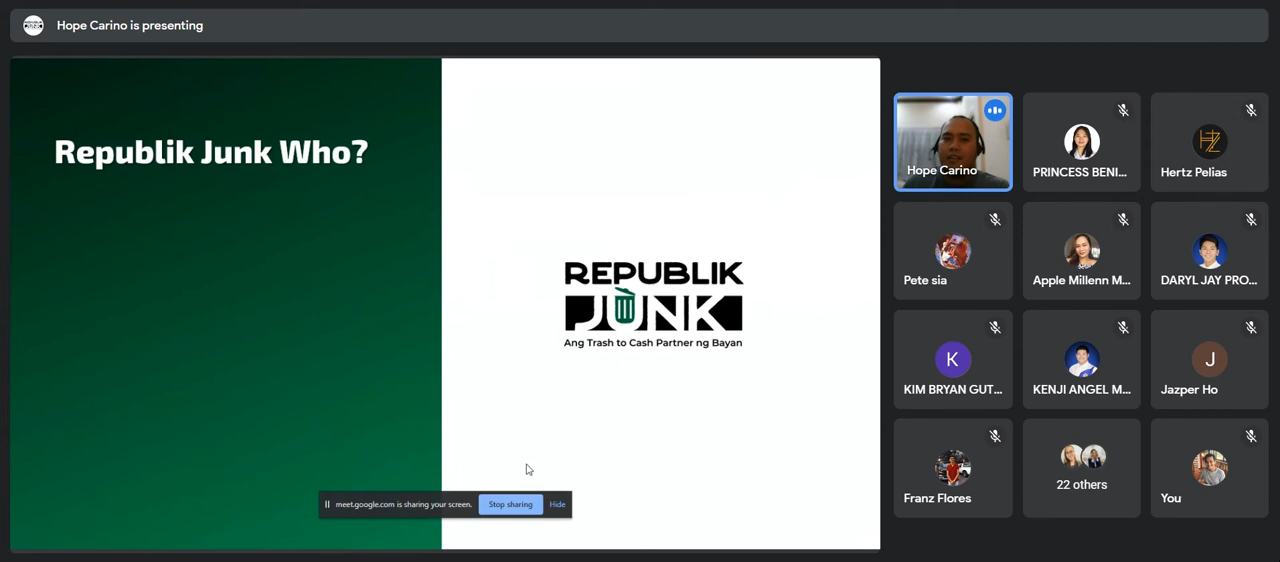 Hope Carino is presenting
Republik Junk Who?
REPUBLIK
JUNK
Ang Trash to Cash Partner ng Bayan
meet.google.com is sharing your screen.
Stop sharing
Hide
Hope Carino
PRINCESS BENI...
Hertz Pelias
Pete sia
Apple Millenn M...
DARYL JAY PRO...
K
KIM BRYAN GUT...
KENJI ANGEL M...
J
Jazper Ho
Franz Flores
22 others
You